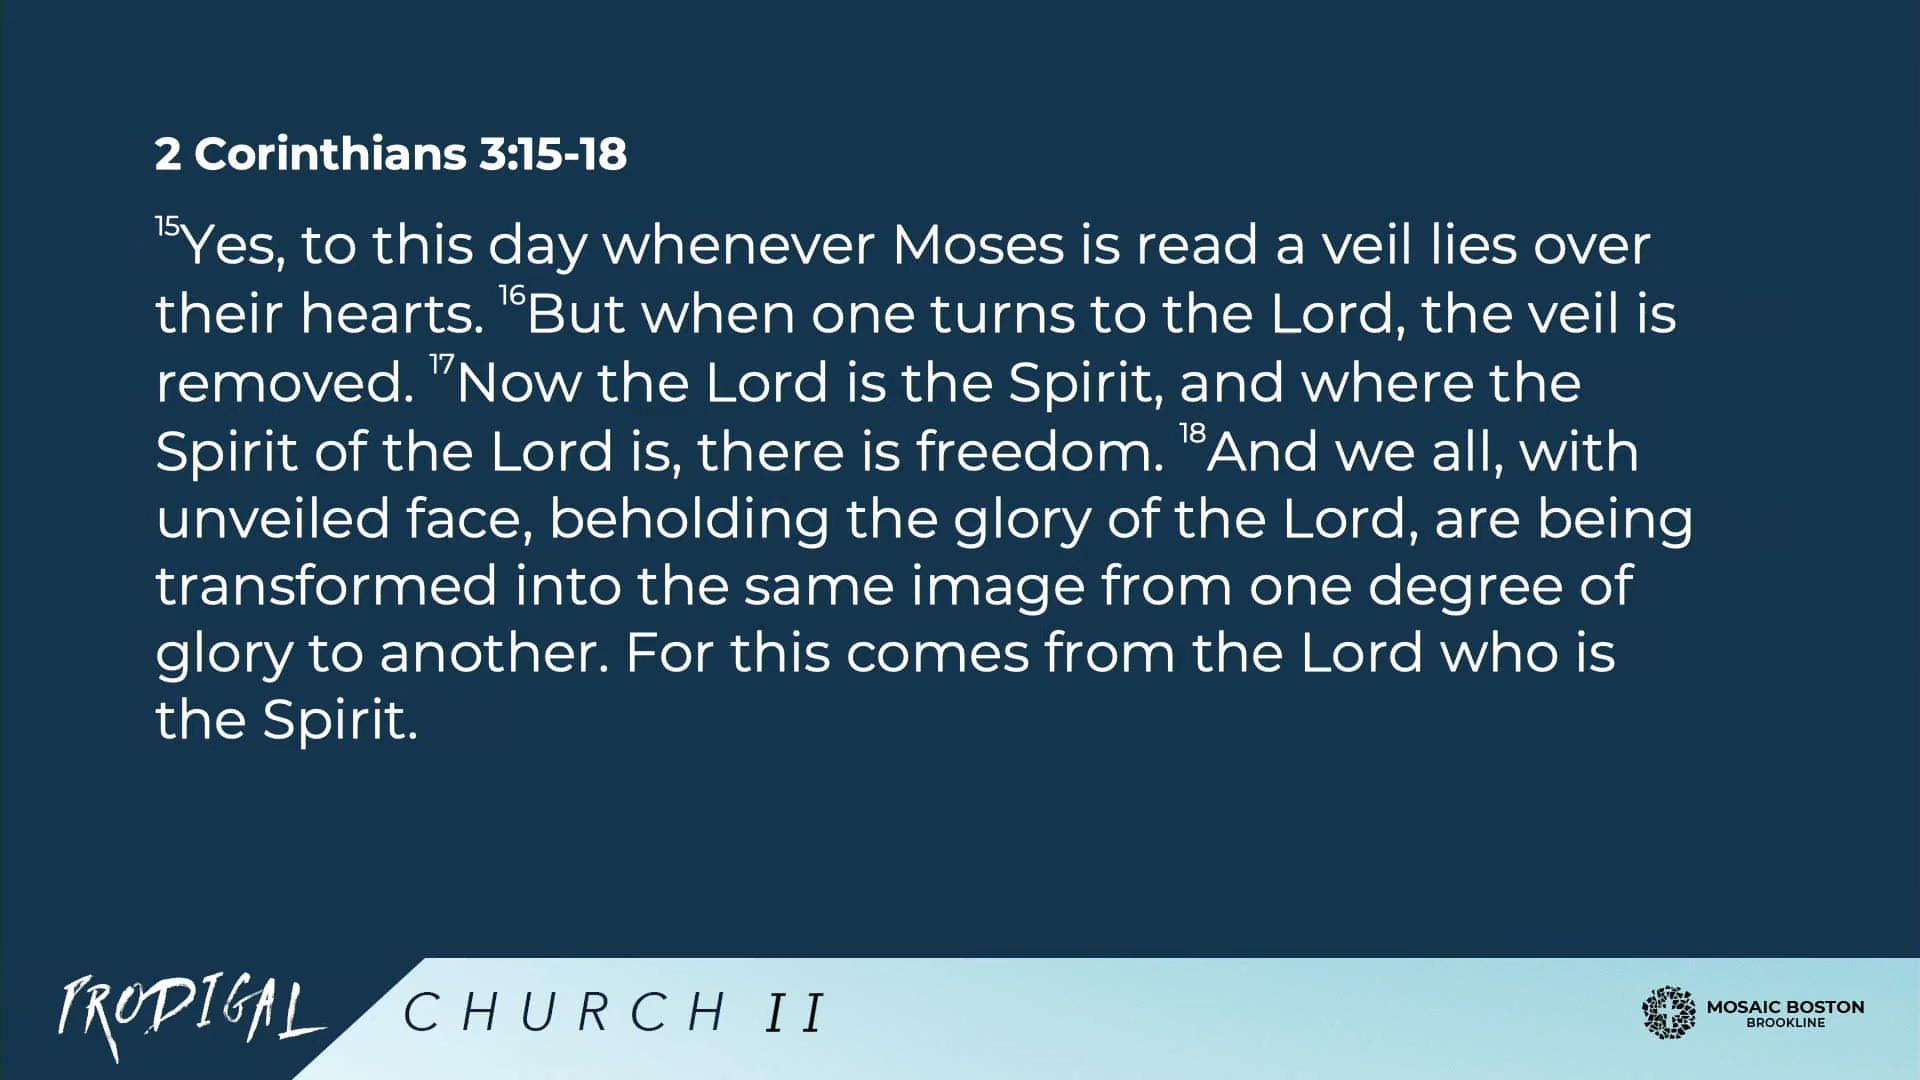 2 Corinthians 3:15-18
15Yes, to this day whenever Moses is read a veil lies over
their hearts. 16But when one turns to the Lord, the veil is
removed. 17Now the Lord is the Spirit, and where the
Spirit of the Lord is, there is freedom. 18And we all, with
unveiled face, beholding the glory of the Lord, are being
transformed into the same image from one degree of
glory to another. For this comes from the Lord who is
the Spirit.
PRODIGAL CHURCH II
MOSAIC BOSTON
BROOKLINE